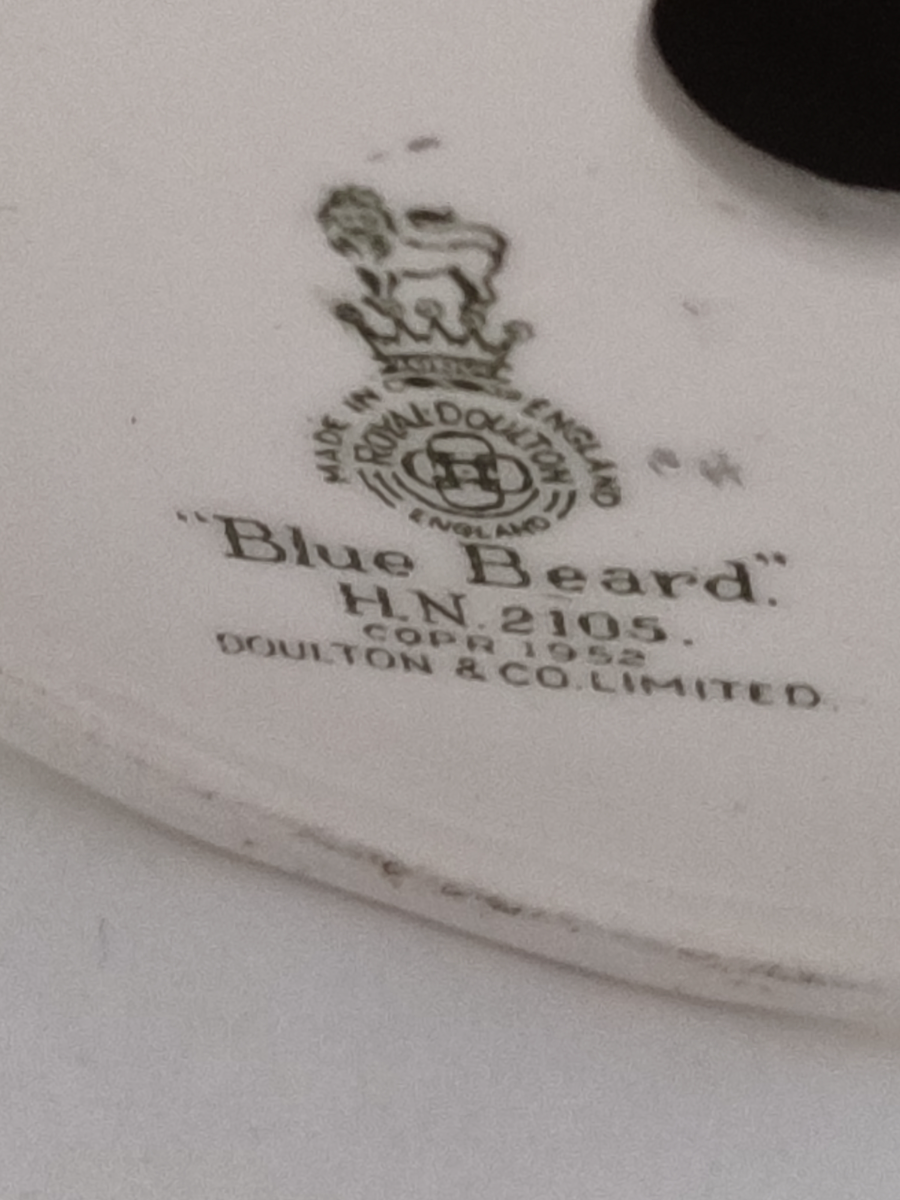 MADE IN ENGLAND
ROYAL DOULTON
ENGLAND
"Blue Beard".
H.N. 2105.
COPR 1952
DOULTON & CO. LIMITED